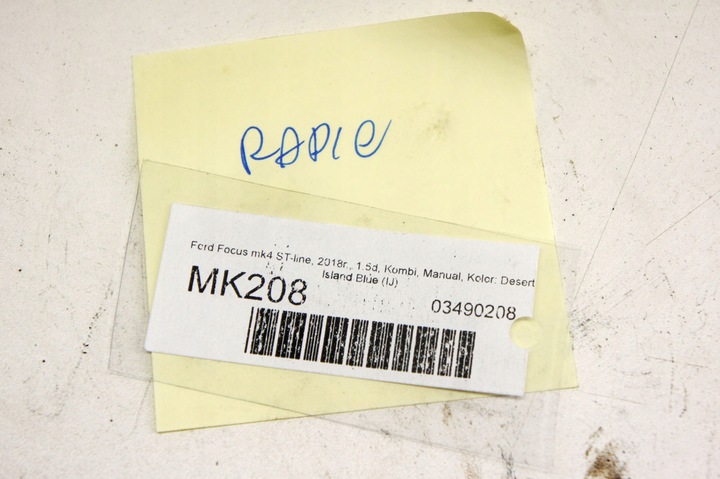 RADIO
Ford Focus mk4 ST-line, 2018r., 1.5d, Kombi, Manual, Kolor: Desert
Island Blue (IJ)
MK208
03490208